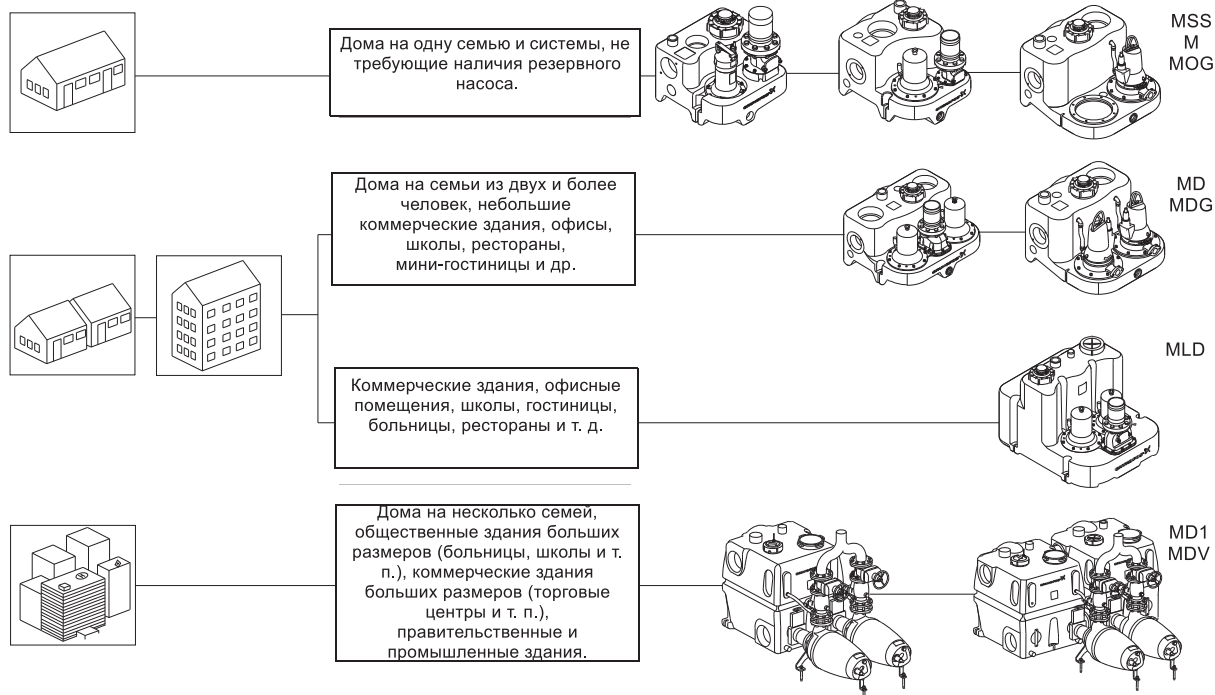 Дома на одну семью и системы, не
требующие наличия резервного
насоса.
MSS
M
MOG
Дома на семьи из двух и более
человек, небольшие
коммерческие здания, офисы,
школы, рестораны,
мини-гостиницы и др.
MD
MDG
Коммерческие здания, офисные
помещения, школы, гостиницы,
больницы, рестораны и т. д.
MLD
Дома на несколько семей,
общественные здания больших
размеров (больницы, школы и т.
п.), коммерческие здания
больших размеров (торговые
центры и т. п.),
правительственные и
промышленные здания.
MD1
MDV